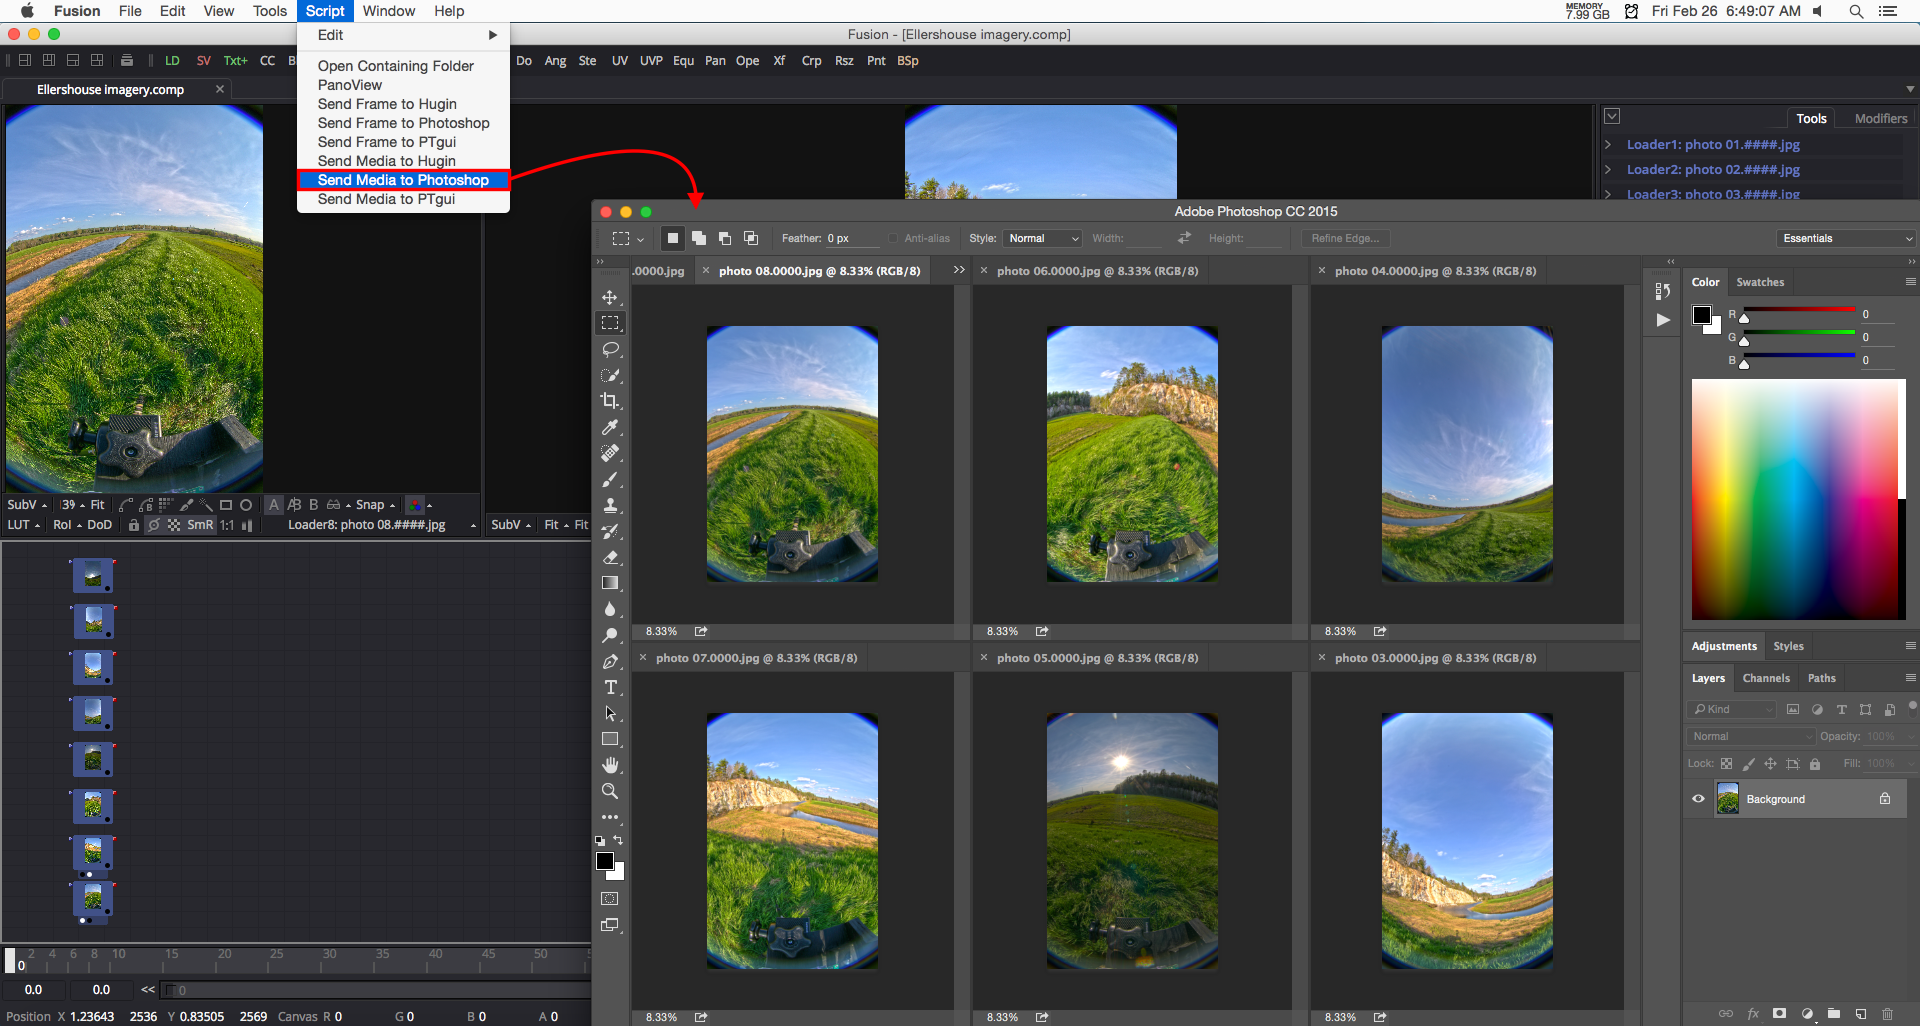 Fusion File Edit View Tools Script Window Help
MEMORY
7.99 GB
Fri Feb 26 6:49:07 AM
Fusion - [Ellershouse imagery.comp]
LD SV Txt+ CC
Do Ang Ste UV UVP Equ Pan Ope Xf Crp Rsz Pnt BSp
Ellershouse imagery.comp
Edit
Open Containing Folder
PanoView
Send Frame to Hugin
Send Frame to Photoshop
Send Frame to PTgui
Send Media to Hugin
Send Media to Photoshop
Send Media to PTgui
Tools Modifiers
Loader1: photo 01.####.jpg
Loader2: photo 02.####.jpg
Loader3: photo 03.####.jpg
SubV 39 Fit A B Snap
LUT RoI DoD SmR 1:1 Loader8: photo 08.####.jpg
SubV Fit Fit
Adobe Photoshop CC 2015
Feather: 0 px Anti-alias Style: Normal Width: Height: Refine Edge... Essentials
.0000.jpg
photo 08.0000.jpg @ 8.33% (RGB/8)
photo 06.0000.jpg @ 8.33% (RGB/8)
photo 04.0000.jpg @ 8.33% (RGB/8)
8.33% 8.33% 8.33%
photo 07.0000.jpg @ 8.33% (RGB/8)
photo 05.0000.jpg @ 8.33% (RGB/8)
photo 03.0000.jpg @ 8.33% (RGB/8)
8.33% 8.33% 8.33%
Color Swatches
R 0
G 0
B 0
Adjustments Styles
Layers Channels Paths
Kind
Normal Opacity: 100%
Lock: Fill: 100%
Background
fx
2 4 6 8 10 15 20 25 30 35 40 45 50
0
0.0 0.0 << 0
Position X 1.23643 2536 Y 0.83505 2569 Canvas R 0 G 0 B 0 A 0